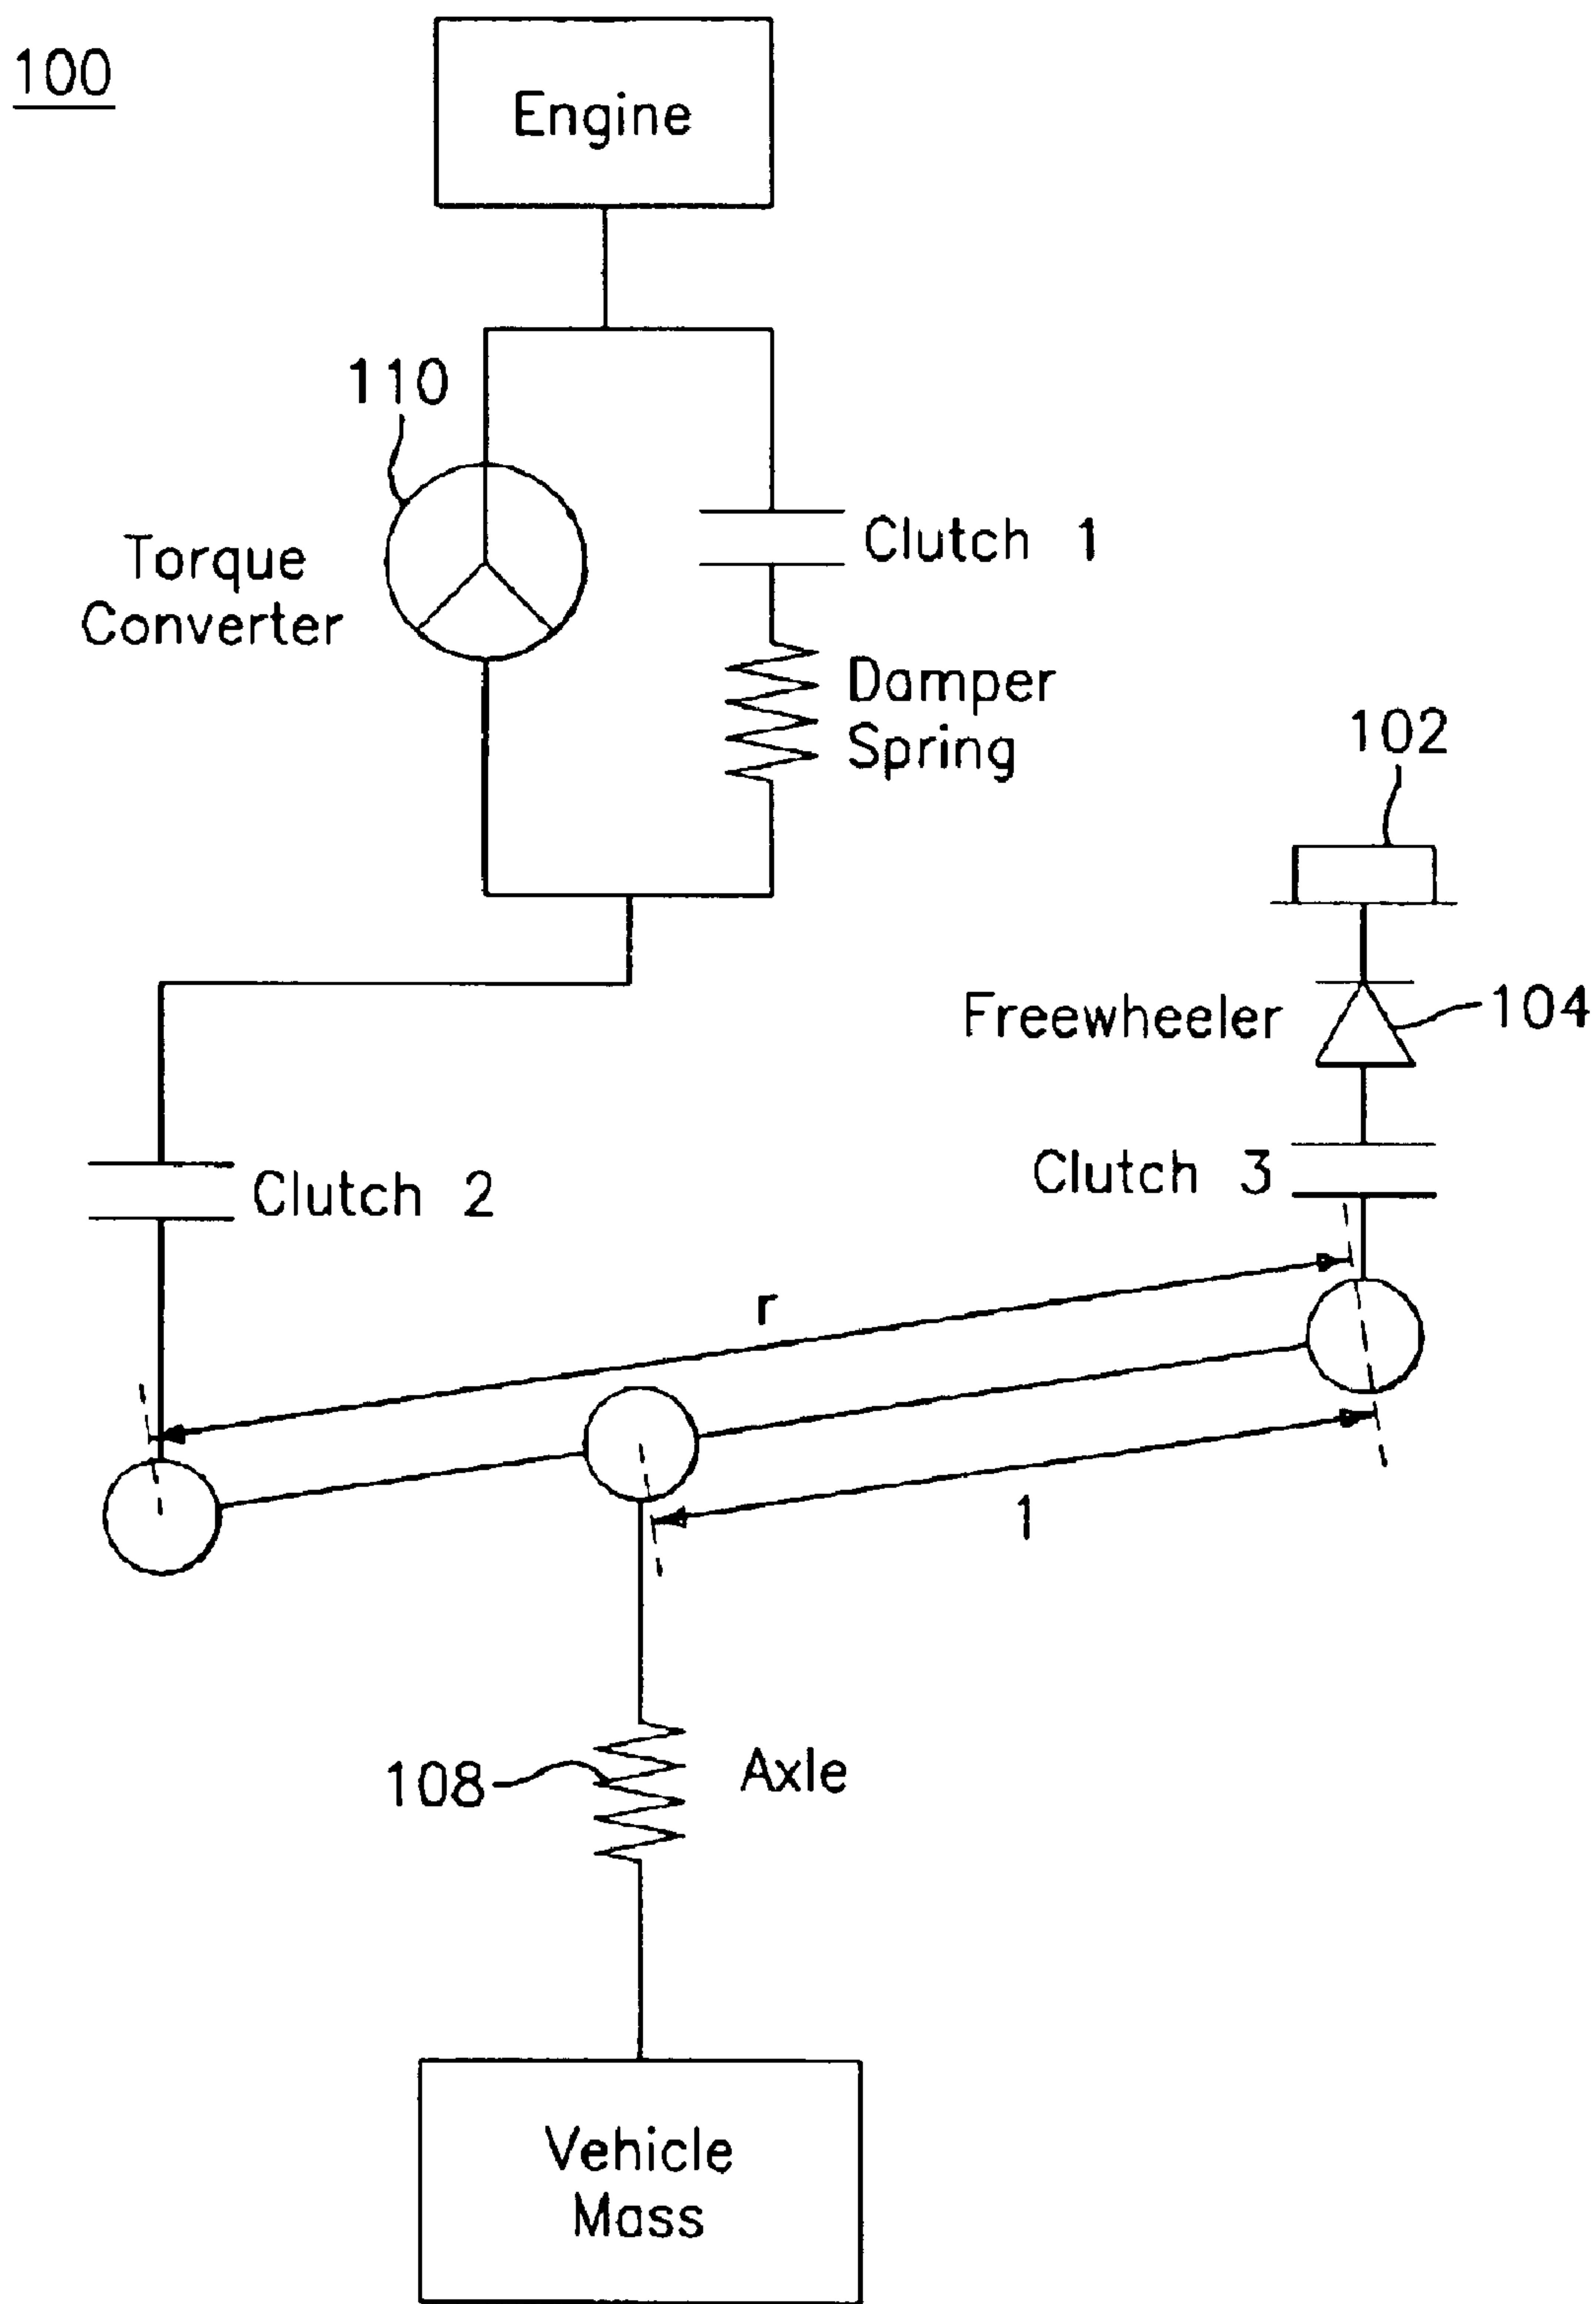 100
Engine
110
Torque
Converter
Clutch 1
Damper
Spring
102
Freewheeler
104
Clutch 2
Clutch 3
r
1
108
Axle
Vehicle
Mass